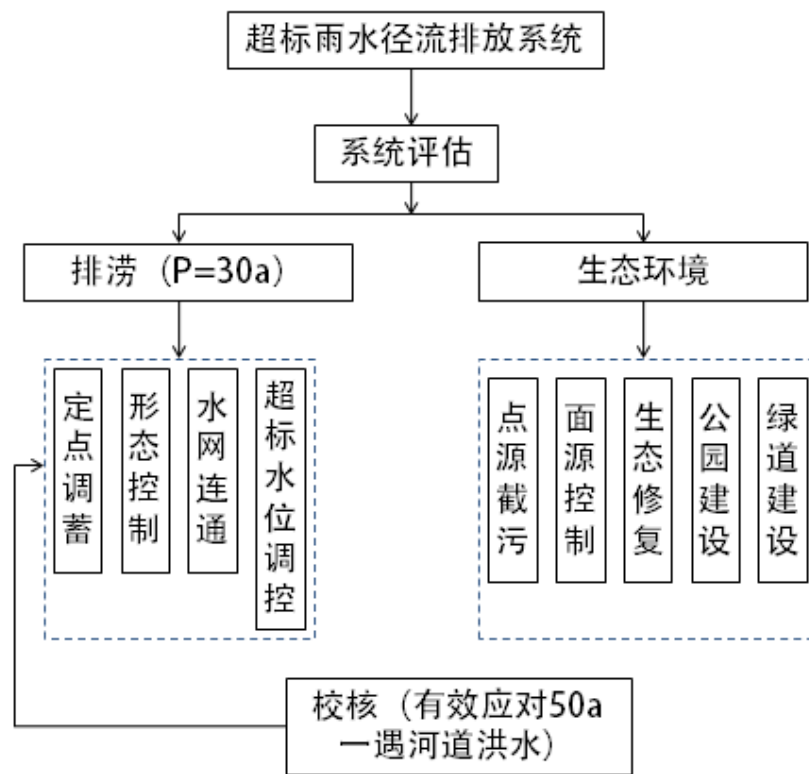 超标雨水径流排放系统
系统评估
排涝（P=30a）
生态环境
定点调蓄
形态控制
水网连通
超标水位调控
点源截污
面源控制
生态修复
公园建设
绿道建设
校核（有效应对50a
一遇河道洪水）